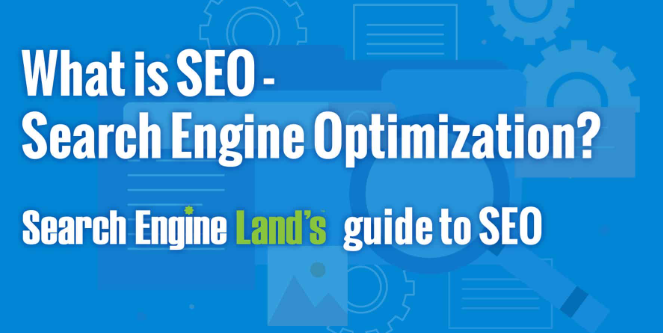 What is SEO -
Search Engine Optimization?
Search Engine Land's guide to SEO